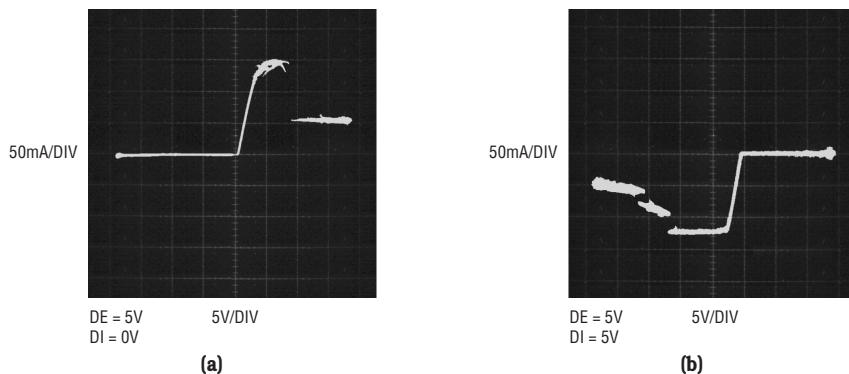 50mA/DIV
DE = 5V
DI = 0V
5V/DIV
(a)
50mA/DIV
DE = 5V
DI = 5V
5V/DIV
(b)